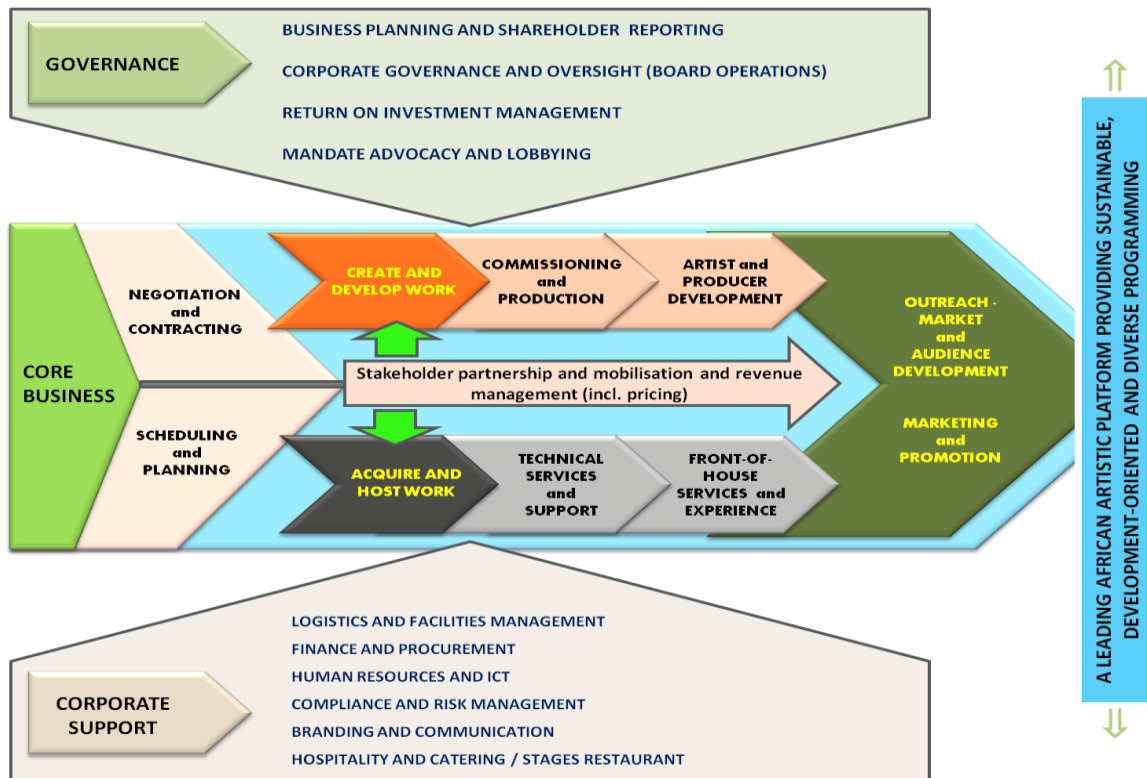 GOVERNANCE
BUSINESS PLANNING AND SHAREHOLDER REPORTING
CORPORATE GOVERNANCE AND OVERSIGHT (BOARD OPERATIONS)
RETURN ON INVESTMENT MANAGEMENT
MANDATE ADVOCACY AND LOBBYING
CORE
BUSINESS
NEGOTIATION
and
CONTRACTING
SCHEDULING
and
PLANNING
CREATE AND
DEVELOP WORK
COMMISSIONING
and
PRODUCTION
ARTIST and
PRODUCER
DEVELOPMENT
Stakeholder partnership and mobilisation and revenue
management (incl. pricing)
ACQUIRE AND
HOST WORK
TECHNICAL
SERVICES
and
SUPPORT
FRONT-OF-
HOUSE
SERVICES and
EXPERIENCE
OUTREACH -
MARKET
and
AUDIENCE
DEVELOPMENT
MARKETING
and
PROMOTION
CORPORATE
SUPPORT
LOGISTICS AND FACILITIES MANAGEMENT
FINANCE AND PROCUREMENT
HUMAN RESOURCES AND ICT
COMPLIANCE AND RISK MANAGEMENT
BRANDING AND COMMUNICATION
HOSPITALITY AND CATERING / STAGES RESTAURANT
A LEADING AFRICAN ARTISTIC PLATFORM PROVIDING SUSTAINABLE,
DEVELOPMENT-ORIENTED AND DIVERSE PROGRAMMING